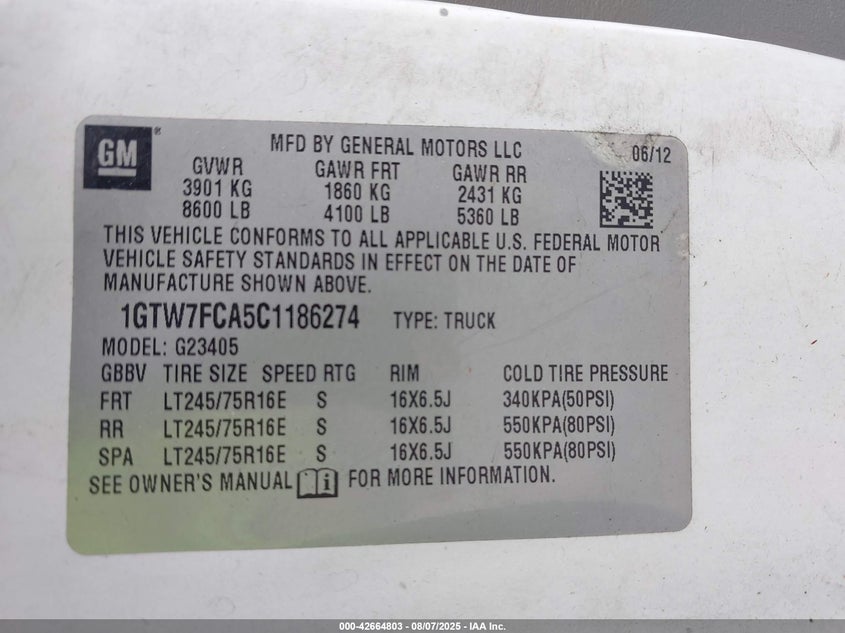 GM®
MFD BY GENERAL MOTORS LLC 06/12
GVWR GAWR FRT GAWR RR
3901 KG 1860 KG 2431 KG
8600 LB 4100 LB 5360 LB
THIS VEHICLE CONFORMS TO ALL APPLICABLE U.S. FEDERAL MOTOR
VEHICLE SAFETY STANDARDS IN EFFECT ON THE DATE OF
MANUFACTURE SHOWN ABOVE.
1GTW7FCA5C1186274 TYPE: TRUCK
MODEL: G23405
GBBV TIRE SIZE SPEED RTG RIM COLD TIRE PRESSURE
FRT LT245/75R16E S 16X6.5J 340KPA(50PSI)
RR LT245/75R16E S 16X6.5J 550KPA(80PSI)
SPA LT245/75R16E S 16X6.5J 550KPA(80PSI)
SEE OWNER'S MANUAL FOR MORE INFORMATION.
000-42664803 - 08/07/2025 - IAA Inc.